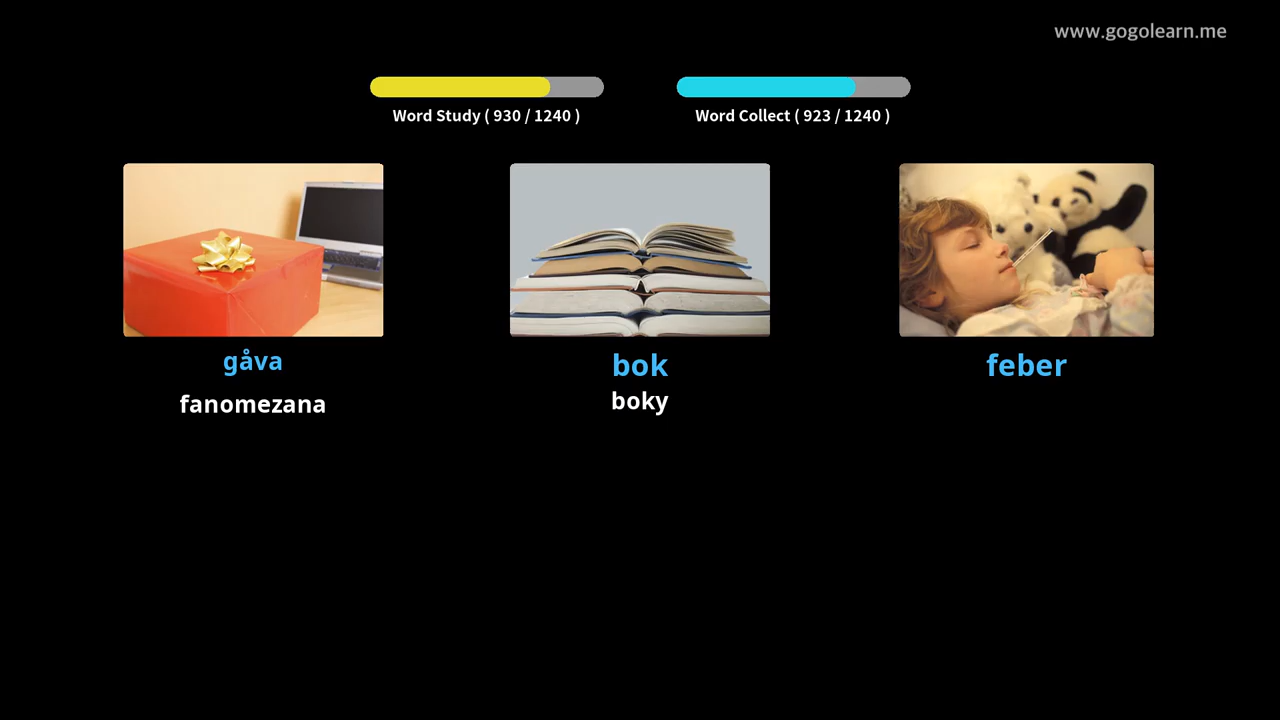 www.gogolearn.me
Word Study ( 930 / 1240 )
Word Collect ( 923 / 1240 )
gåva
bok
feber
fanomezana
boky